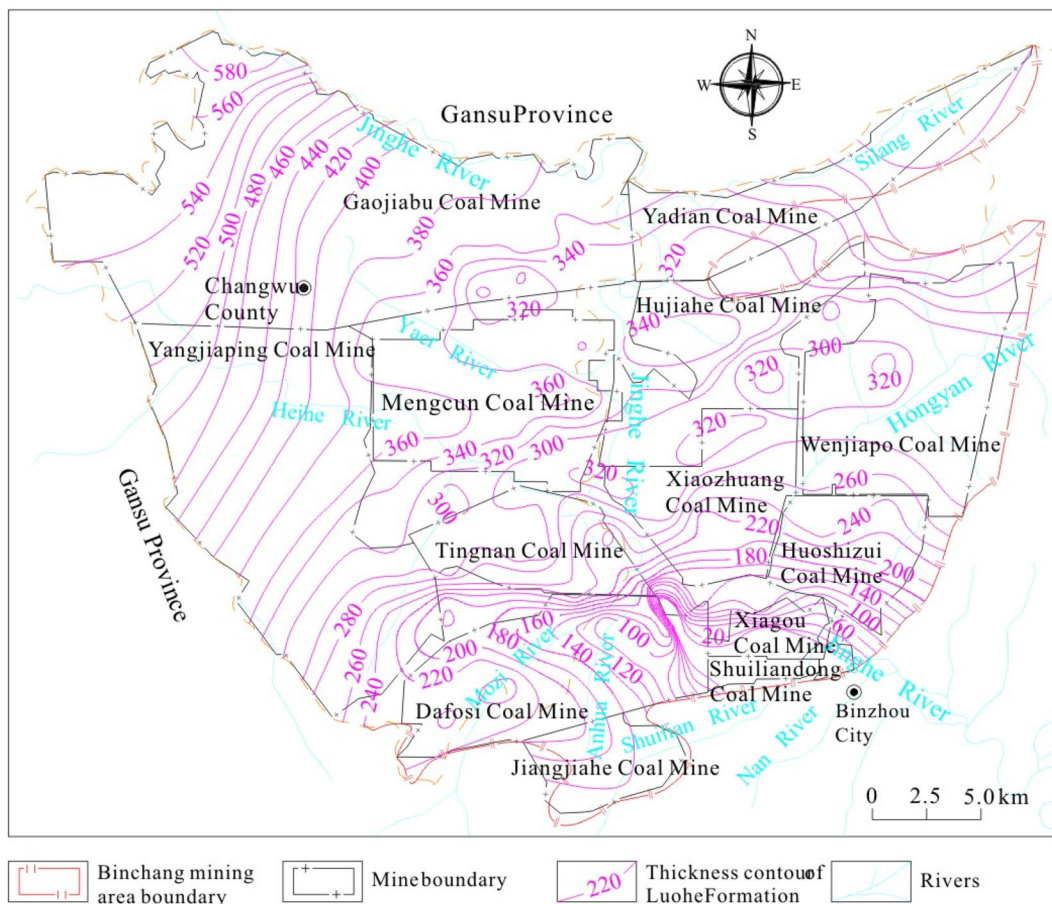 N
W
E
S
GansuProvince
580
560
540
520
500
480
460
440
420
400
380
360
Jinghe River
Silang River
Gaojiabu Coal Mine
Yadian Coal Mine
340
320
320
Changwu
County
Hujiahe Coal Mine
340
300
Yangjiaping Coal Mine
Yaer River
320
320
Hongyan River
Heihe River
Mengcun Coal Mine
360
Jinghe River
360
340
320
300
320
320
Wenjiapo Coal Mine
Gansu Province
Xiaozhuang
Coal Mine
260
300
220
240
Tingnan Coal Mine
180
Huoshizui
Coal Mine
200
140
100
60
280
260
240
160
180
200
220
140
120
100
20
Xiagou
Coal Mine
Shuiliandong
Coal Mine
Jinghe River
Mozi River
Anhua River
Dafosi Coal Mine
Shuilian River
Nan River
Binzhou
City
Jiangjiahe Coal Mine
0 2.5 5.0km
Binchang mining
area boundary
Mineboundary
220
Thickness contourof
LuoheFormation
Rivers